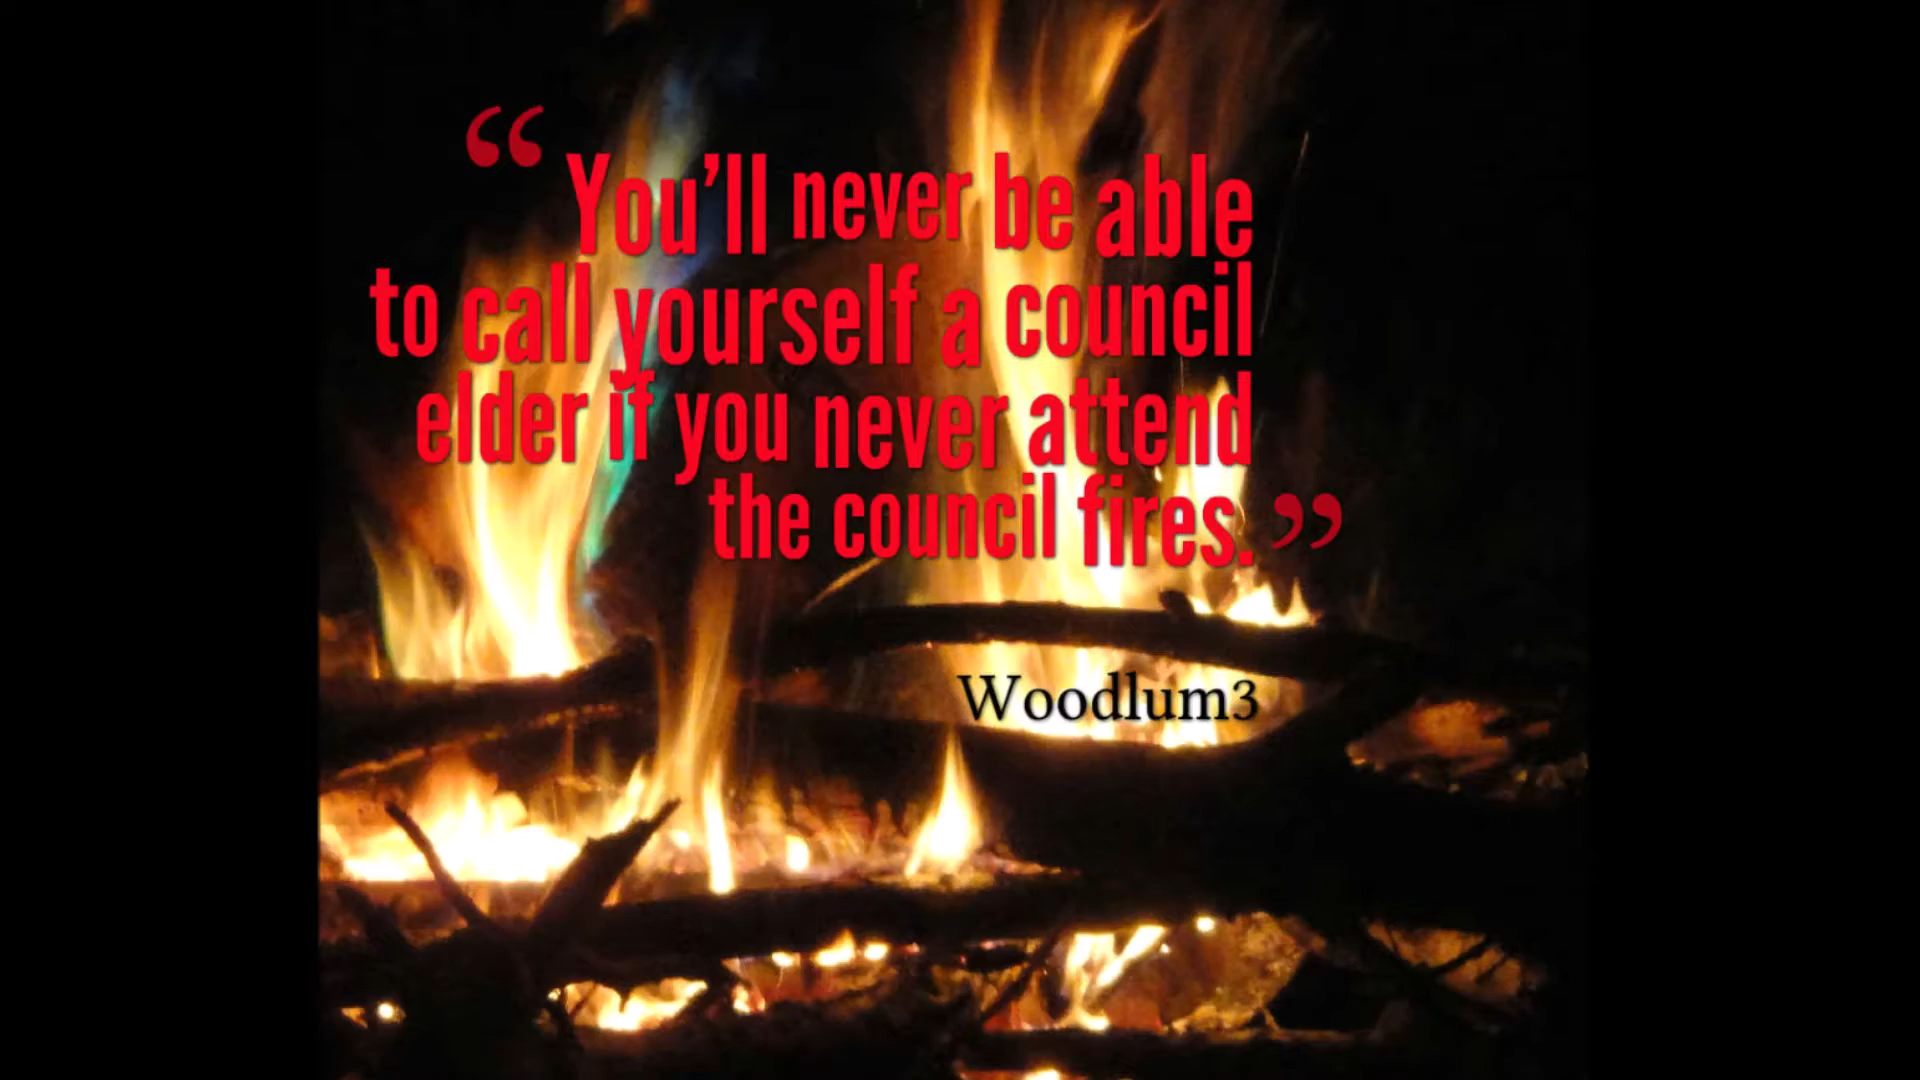 “You’ll never be able
to call yourself a council
elder if you never attend
the council fires.”
Woodlum3